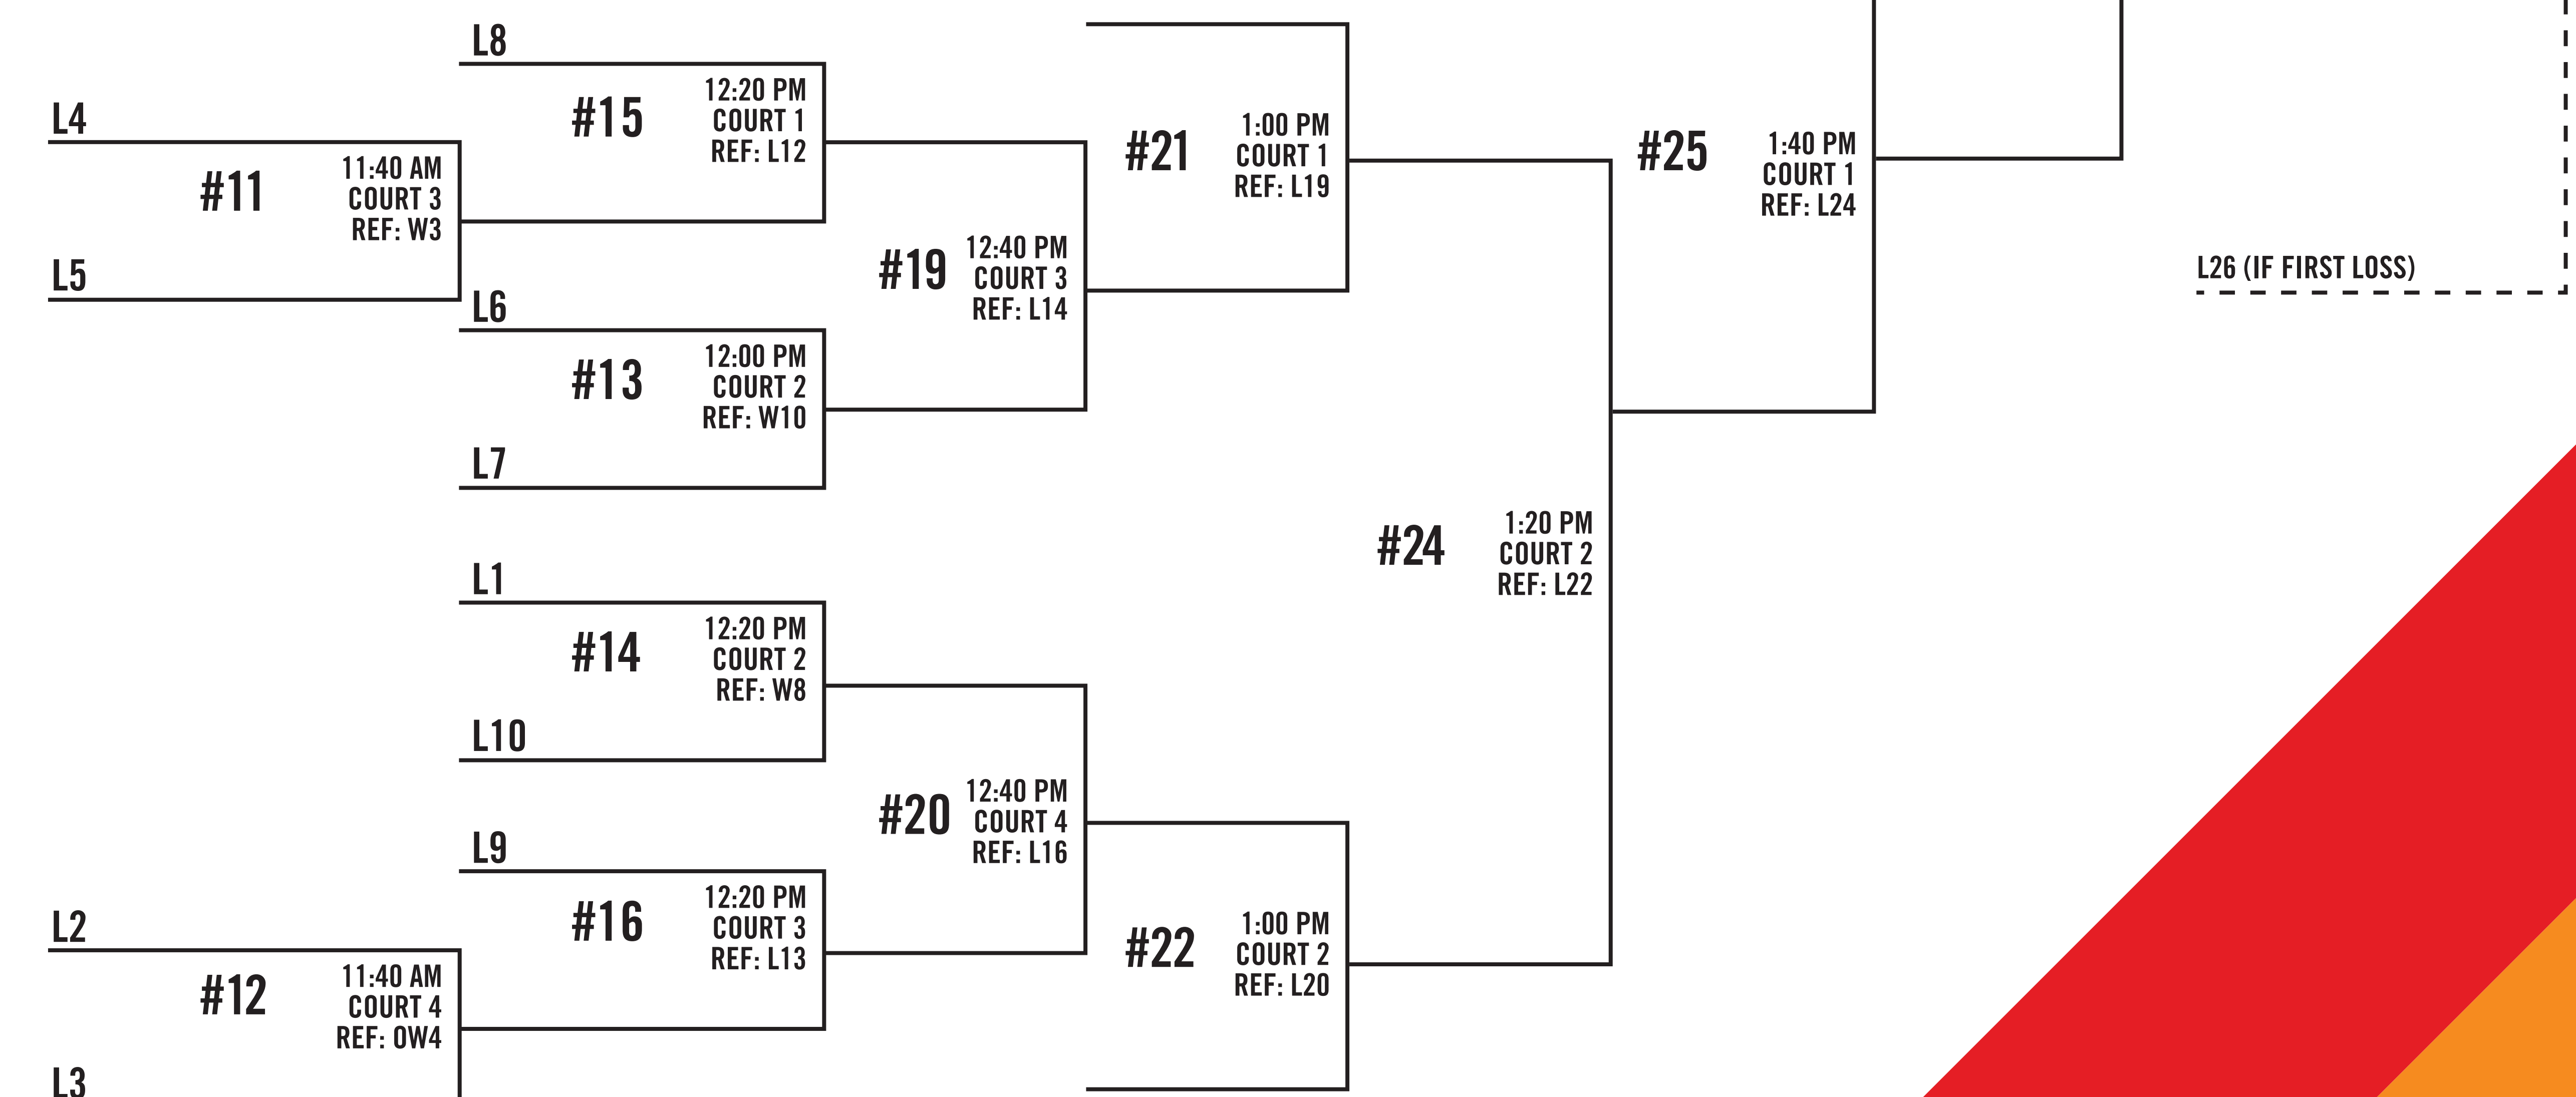 L8
#15
12:20 PM
COURT 1
REF: L12
L4
#11
11:40 AM
COURT 3
REF: W3
L5
L6
#13
12:00 PM
COURT 2
REF: W10
L7
#19
12:40 PM
COURT 3
REF: L14
#21
1:00 PM
COURT 1
REF: L19
#25
1:40 PM
COURT 1
REF: L24
L26 (IF FIRST LOSS)
#24
1:20 PM
COURT 2
REF: L22
L1
#14
12:20 PM
COURT 2
REF: W8
L10
#20
12:40 PM
COURT 4
REF: L16
L9
#16
12:20 PM
COURT 3
REF: L13
L2
#12
11:40 AM
COURT 4
REF: OW4
L3
#22
1:00 PM
COURT 2
REF: L20